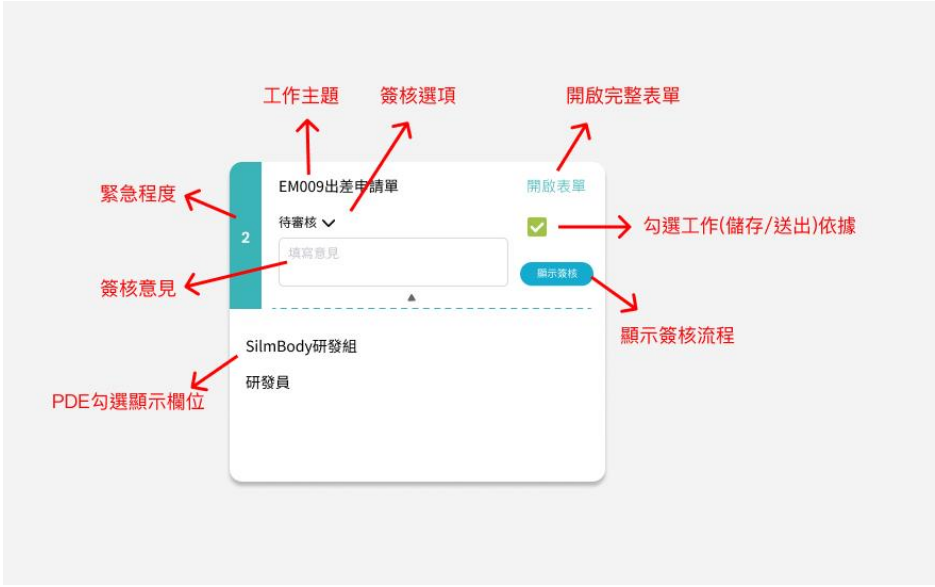 工作主題 簽核選項 開啟完整表單
緊急程度
EM009出差申請單 開啟表單
待審核
勾選工作(儲存/送出)依據
2
填寫意見
簽核意見
顯示簽核
顯示簽核流程
SilmBody研發組
研發員
PDE勾選顯示欄位